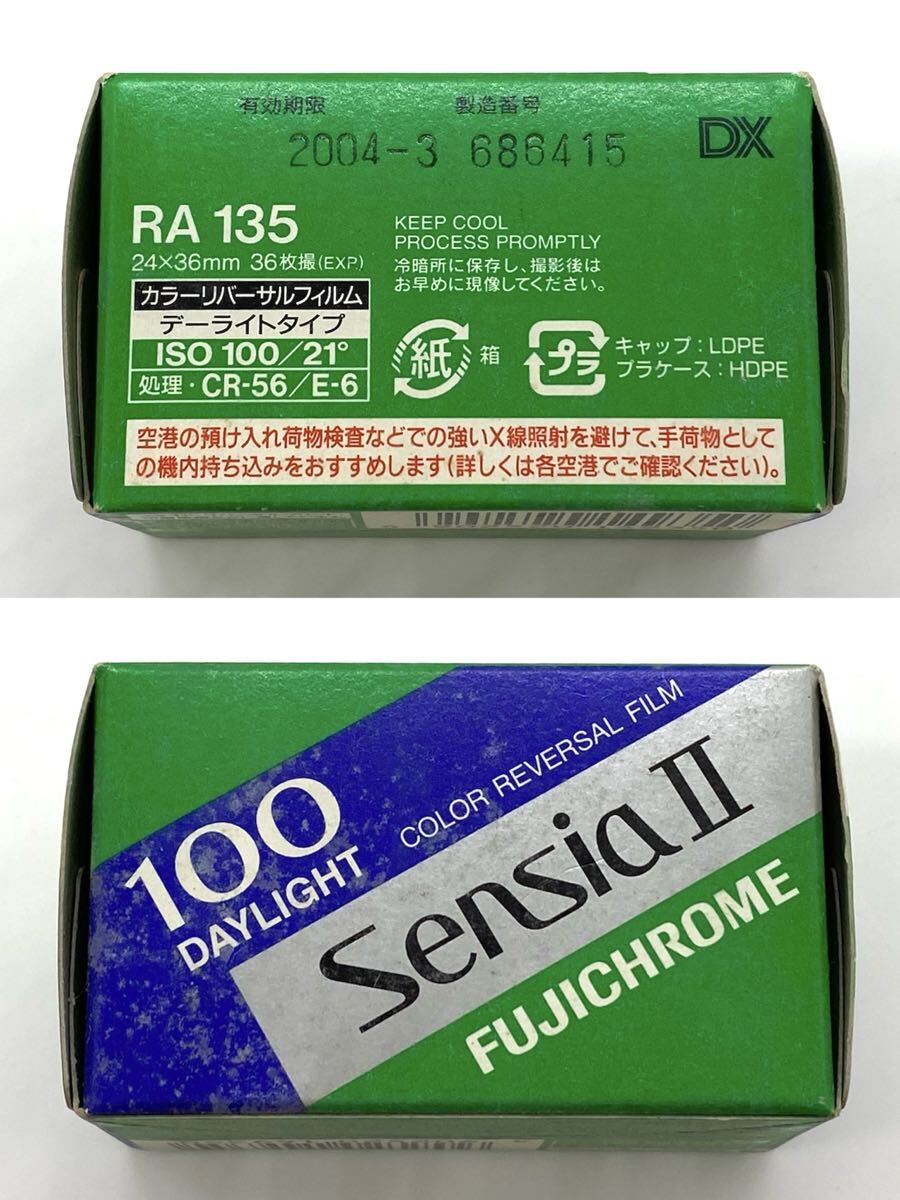 有効期限 製造番号
2004-3 686415
DX
RA 135
24×36mm 36枚撮(EXP)
カラーリバーサルフィルム
デーライトタイプ
ISO 100/21°
処理・CR-56/E-6
KEEP COOL
PROCESS PROMPTLY
冷暗所に保存し、撮影後は
お早めに現像してください。
紙 箱
プラ
キャップ:LDPE
プラケース:HDPE
空港の預け入れ荷物検査などでの強いX線照射を避けて、手荷物として
の機内持ち込みをおすすめします(詳しくは各空港でご確認ください)。
100
DAYLIGHT
COLOR REVERSAL FILM
Sensia II
FUJICHROME